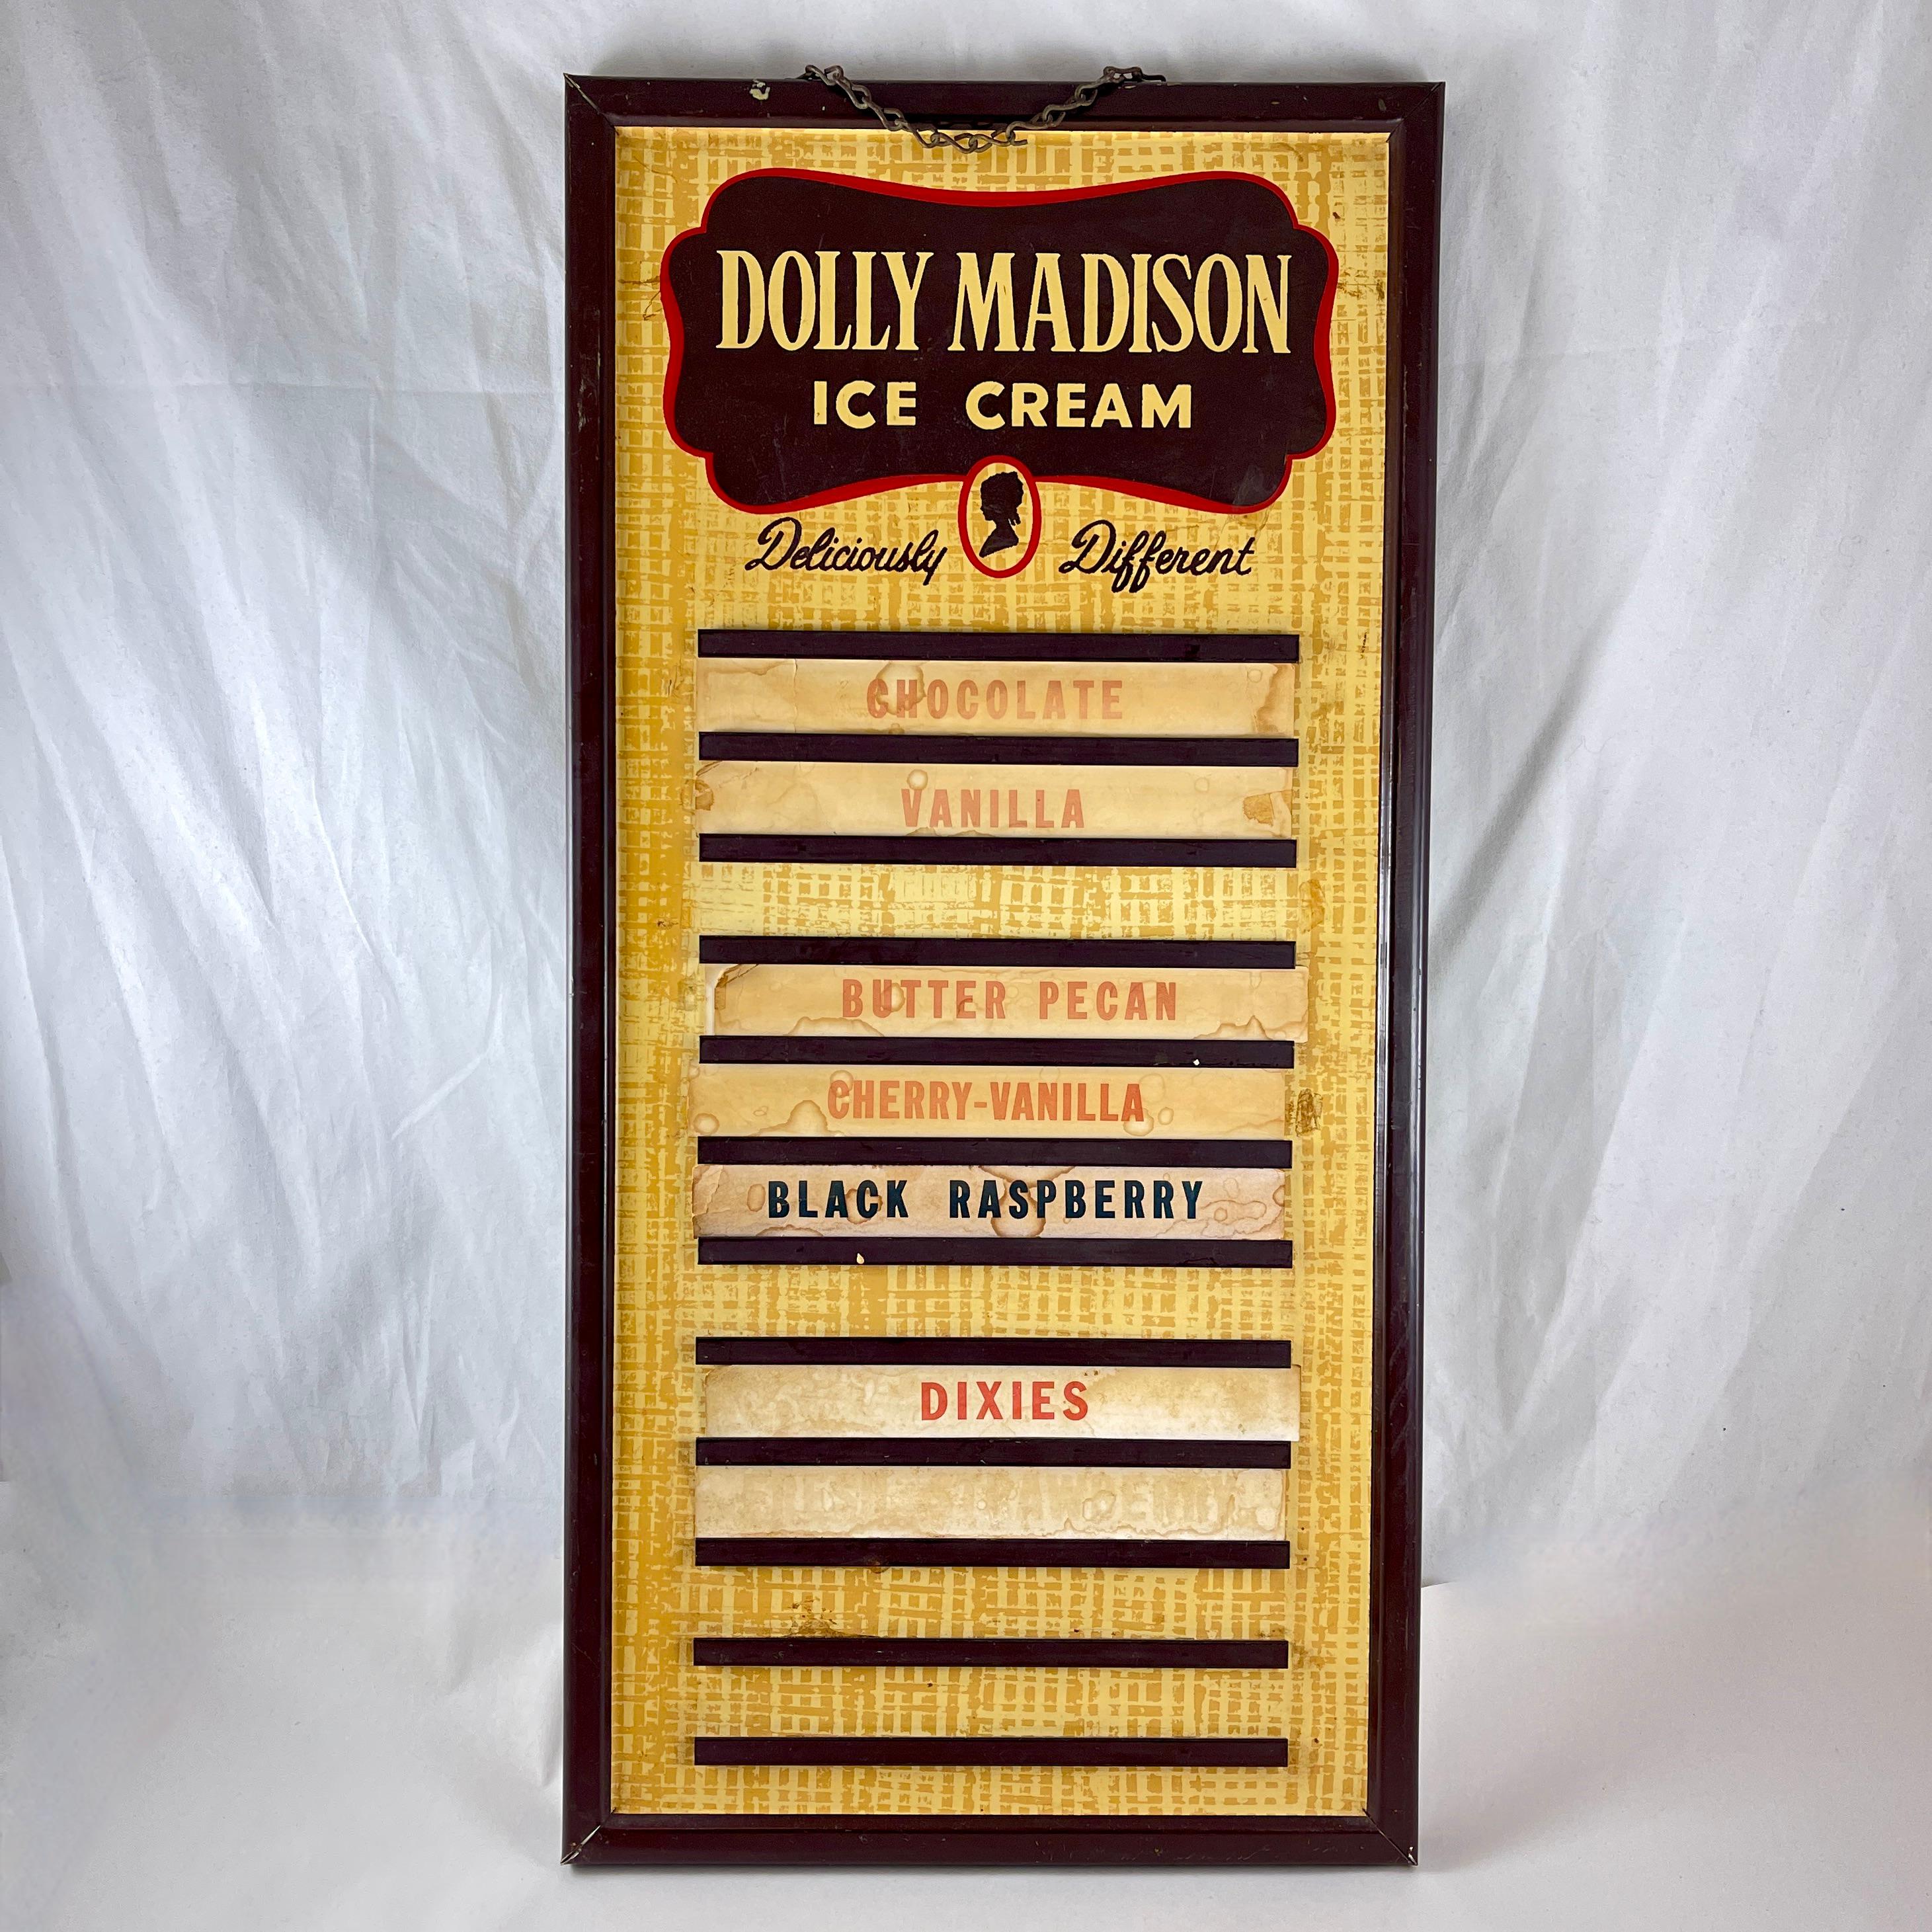 DOLLY MADISON
ICE CREAM
Deliciously Different
CHOCOLATE
VANILLA
BUTTER PECAN
CHERRY-VANILLA
BLACK RASPBERRY
DIXIES